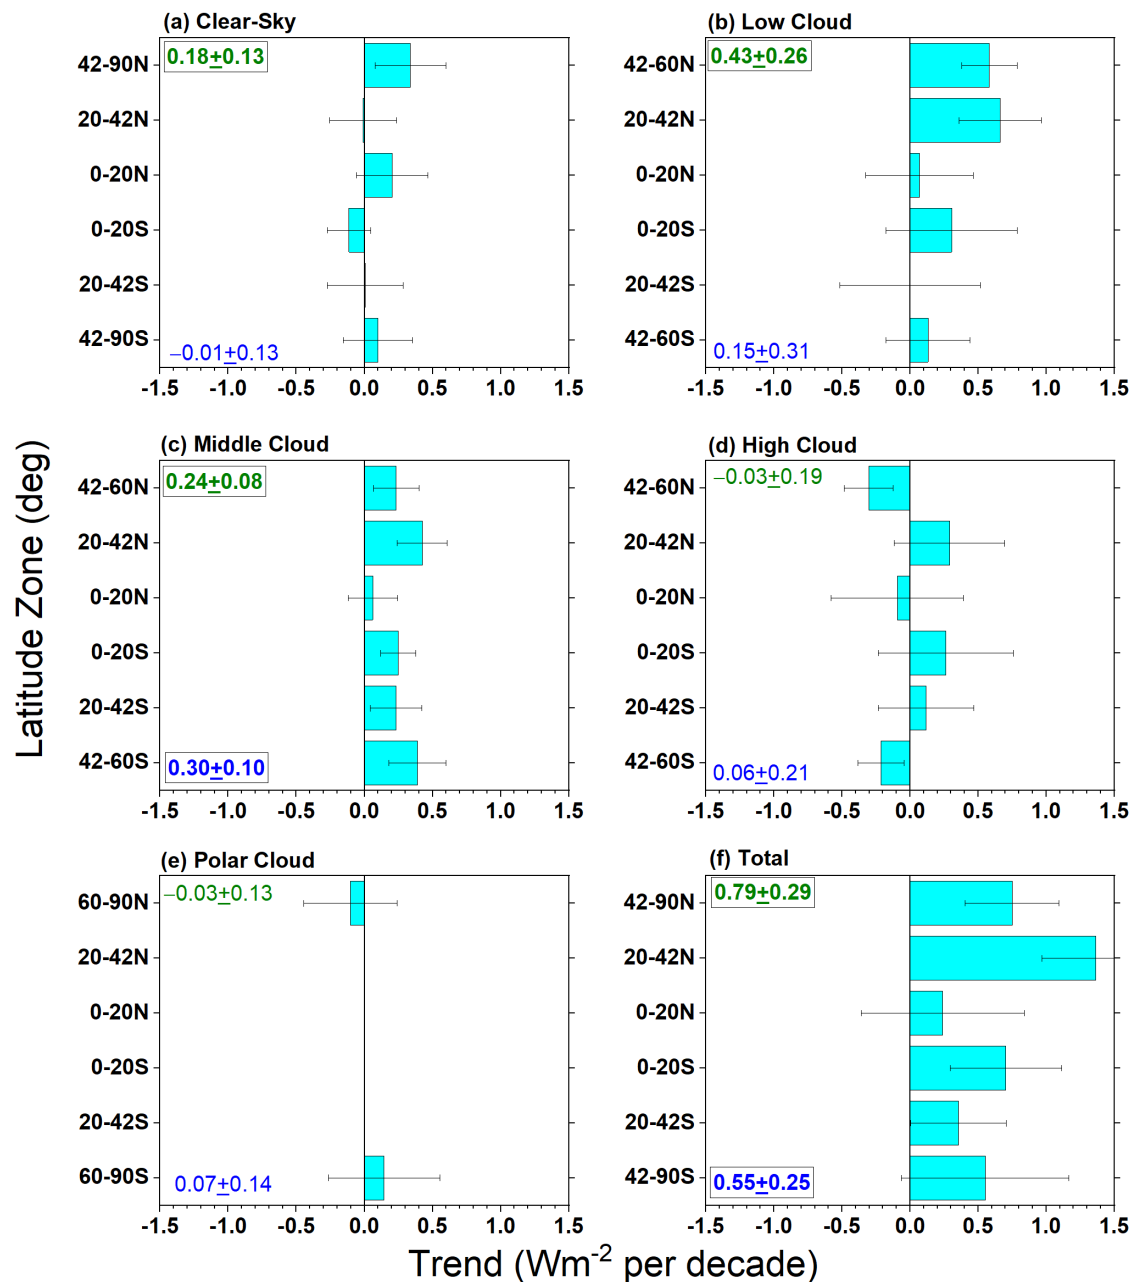 (a) Clear-Sky
0.18±0.13
42-90N
20-42N
0-20N
0-20S
20-42S
42-90S
−0.01±0.13
-1.5 -1.0 -0.5 0.0 0.5 1.0 1.5
(b) Low Cloud
0.43±0.26
42-60N
20-42N
0-20N
0-20S
20-42S
42-60S
0.15±0.31
-1.5 -1.0 -0.5 0.0 0.5 1.0 1.5
Latitude Zone (deg)
(c) Middle Cloud
0.24±0.08
42-60N
20-42N
0-20N
0-20S
20-42S
42-60S
0.30±0.10
-1.5 -1.0 -0.5 0.0 0.5 1.0 1.5
(d) High Cloud
−0.03±0.19
42-60N
20-42N
0-20N
0-20S
20-42S
42-60S
0.06±0.21
-1.5 -1.0 -0.5 0.0 0.5 1.0 1.5
(e) Polar Cloud
−0.03±0.13
60-90N
20-42N
0-20N
0-20S
20-42S
60-90S
0.07±0.14
-1.5 -1.0 -0.5 0.0 0.5 1.0 1.5
(f) Total
0.79±0.29
42-90N
20-42N
0-20N
0-20S
20-42S
42-90S
0.55±0.25
-1.5 -1.0 -0.5 0.0 0.5 1.0 1.5
Trend (Wm⁻² per decade)